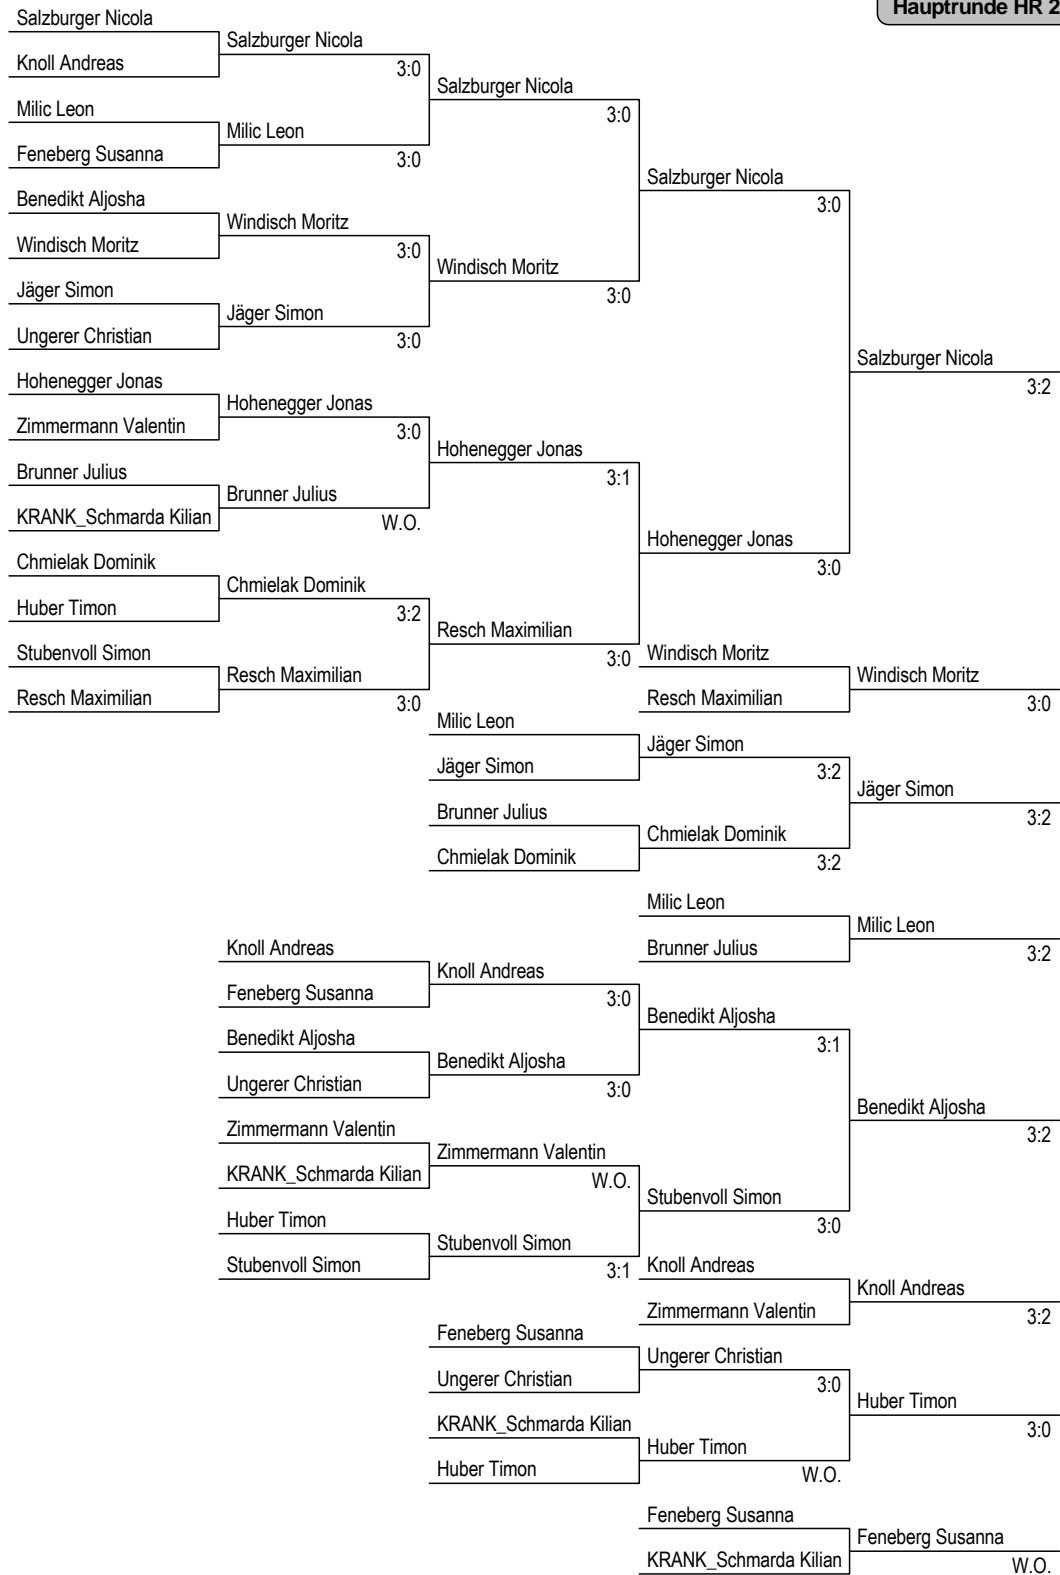 Hauptrunde HR 2
Salzburger Nicola
Salzburger Nicola
Knoll Andreas
3:0
Salzburger Nicola
Milic Leon
3:0
Milic Leon
Feneberg Susanna
3:0
Salzburger Nicola
Benedikt Aljosha
3:0
Windisch Moritz
Windisch Moritz
3:0
Windisch Moritz
Jäger Simon
3:0
Jäger Simon
Ungerer Christian
3:0
Salzburger Nicola
Hohenegger Jonas
3:2
Hohenegger Jonas
Zimmermann Valentin
3:0
Hohenegger Jonas
Brunner Julius
3:1
Brunner Julius
KRANK_Schmarda Kilian
W.O.
Hohenegger Jonas
Chmielak Dominik
3:0
Chmielak Dominik
Huber Timon
3:2
Resch Maximilian
Stubenvoll Simon
3:0
Windisch Moritz
Resch Maximilian
Windisch Moritz
Resch Maximilian
3:0
Resch Maximilian
3:0
Milic Leon
Jäger Simon
Jäger Simon
3:2
Jäger Simon
Brunner Julius
3:2
Chmielak Dominik
Chmielak Dominik
3:2
Milic Leon
Milic Leon
Brunner Julius
3:2
Knoll Andreas
Knoll Andreas
Feneberg Susanna
3:0
Benedikt Aljosha
Benedikt Aljosha
3:1
Benedikt Aljosha
Ungerer Christian
3:0
Benedikt Aljosha
Zimmermann Valentin
3:2
Zimmermann Valentin
KRANK_Schmarda Kilian
W.O.
Stubenvoll Simon
Huber Timon
3:0
Stubenvoll Simon
Stubenvoll Simon
3:1
Knoll Andreas
Knoll Andreas
Zimmermann Valentin
3:2
Feneberg Susanna
Ungerer Christian
Ungerer Christian
3:0
Huber Timon
KRANK_Schmarda Kilian
3:0
Huber Timon
Huber Timon
W.O.
Feneberg Susanna
Feneberg Susanna
KRANK_Schmarda Kilian
W.O.